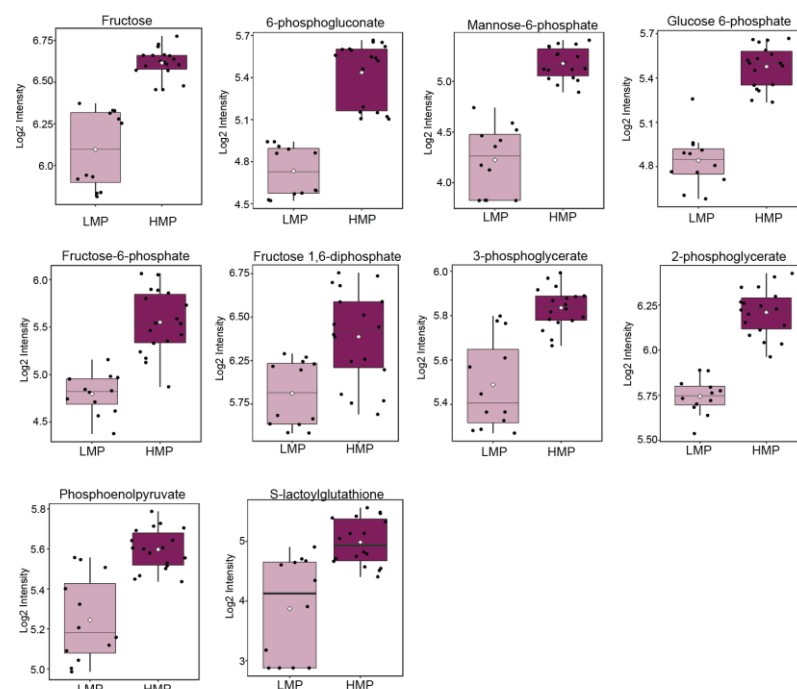 Fructose
Log2 Intensity
6.75
6.50
6.25
6.0
LMP HMP
6-phosphogluconate
Log2 Intensity
5.7
5.4
5.1
4.8
4.5
LMP HMP
Mannose-6-phosphate
Log2 Intensity
5.0
4.5
4.0
LMP HMP
Glucose 6-phosphate
Log2 Intensity
5.7
5.4
5.1
4.8
LMP HMP
Fructose-6-phosphate
Log2 Intensity
6.0
5.5
5.0
4.5
LMP HMP
Fructose 1,6-diphosphate
Log2 Intensity
6.75
6.25
5.75
LMP HMP
3-phosphoglycerate
Log2 Intensity
6.0
5.8
5.6
5.4
LMP HMP
2-phosphoglycerate
Log2 Intensity
6.25
6.0
5.75
5.50
LMP HMP
Phosphoenolpyruvate
Log2 Intensity
5.8
5.6
5.4
5.2
5.0
LMP HMP
S-lactoylglutathione
Log2 Intensity
5
4
3
LMP HMP